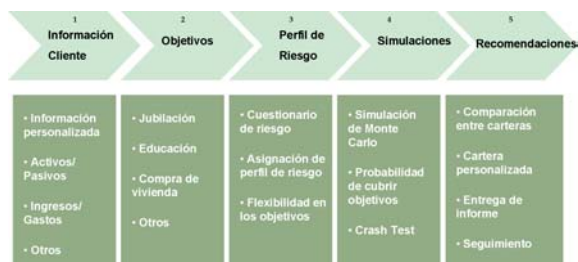 1
Información
Cliente
2
Objetivos
3
Perfil de
Riesgo
4
Simulaciones
5
Recomendaciones
• Información
personalizada
• Activos/
Pasivos
• Ingresos/
Gastos
• Otros
• Jubilación
• Educación
• Compra de
vivienda
• Otros
• Cuestionario
de riesgo
• Asignación de
perfil de riesgo
• Flexibilidad en
los objetivos
• Simulación
de Monte
Carlo
• Probabilidad
de cubrir
objetivos
• Crash Test
• Comparación
entre carteras
• Cartera
personalizada
• Entrega de
informe
• Seguimiento